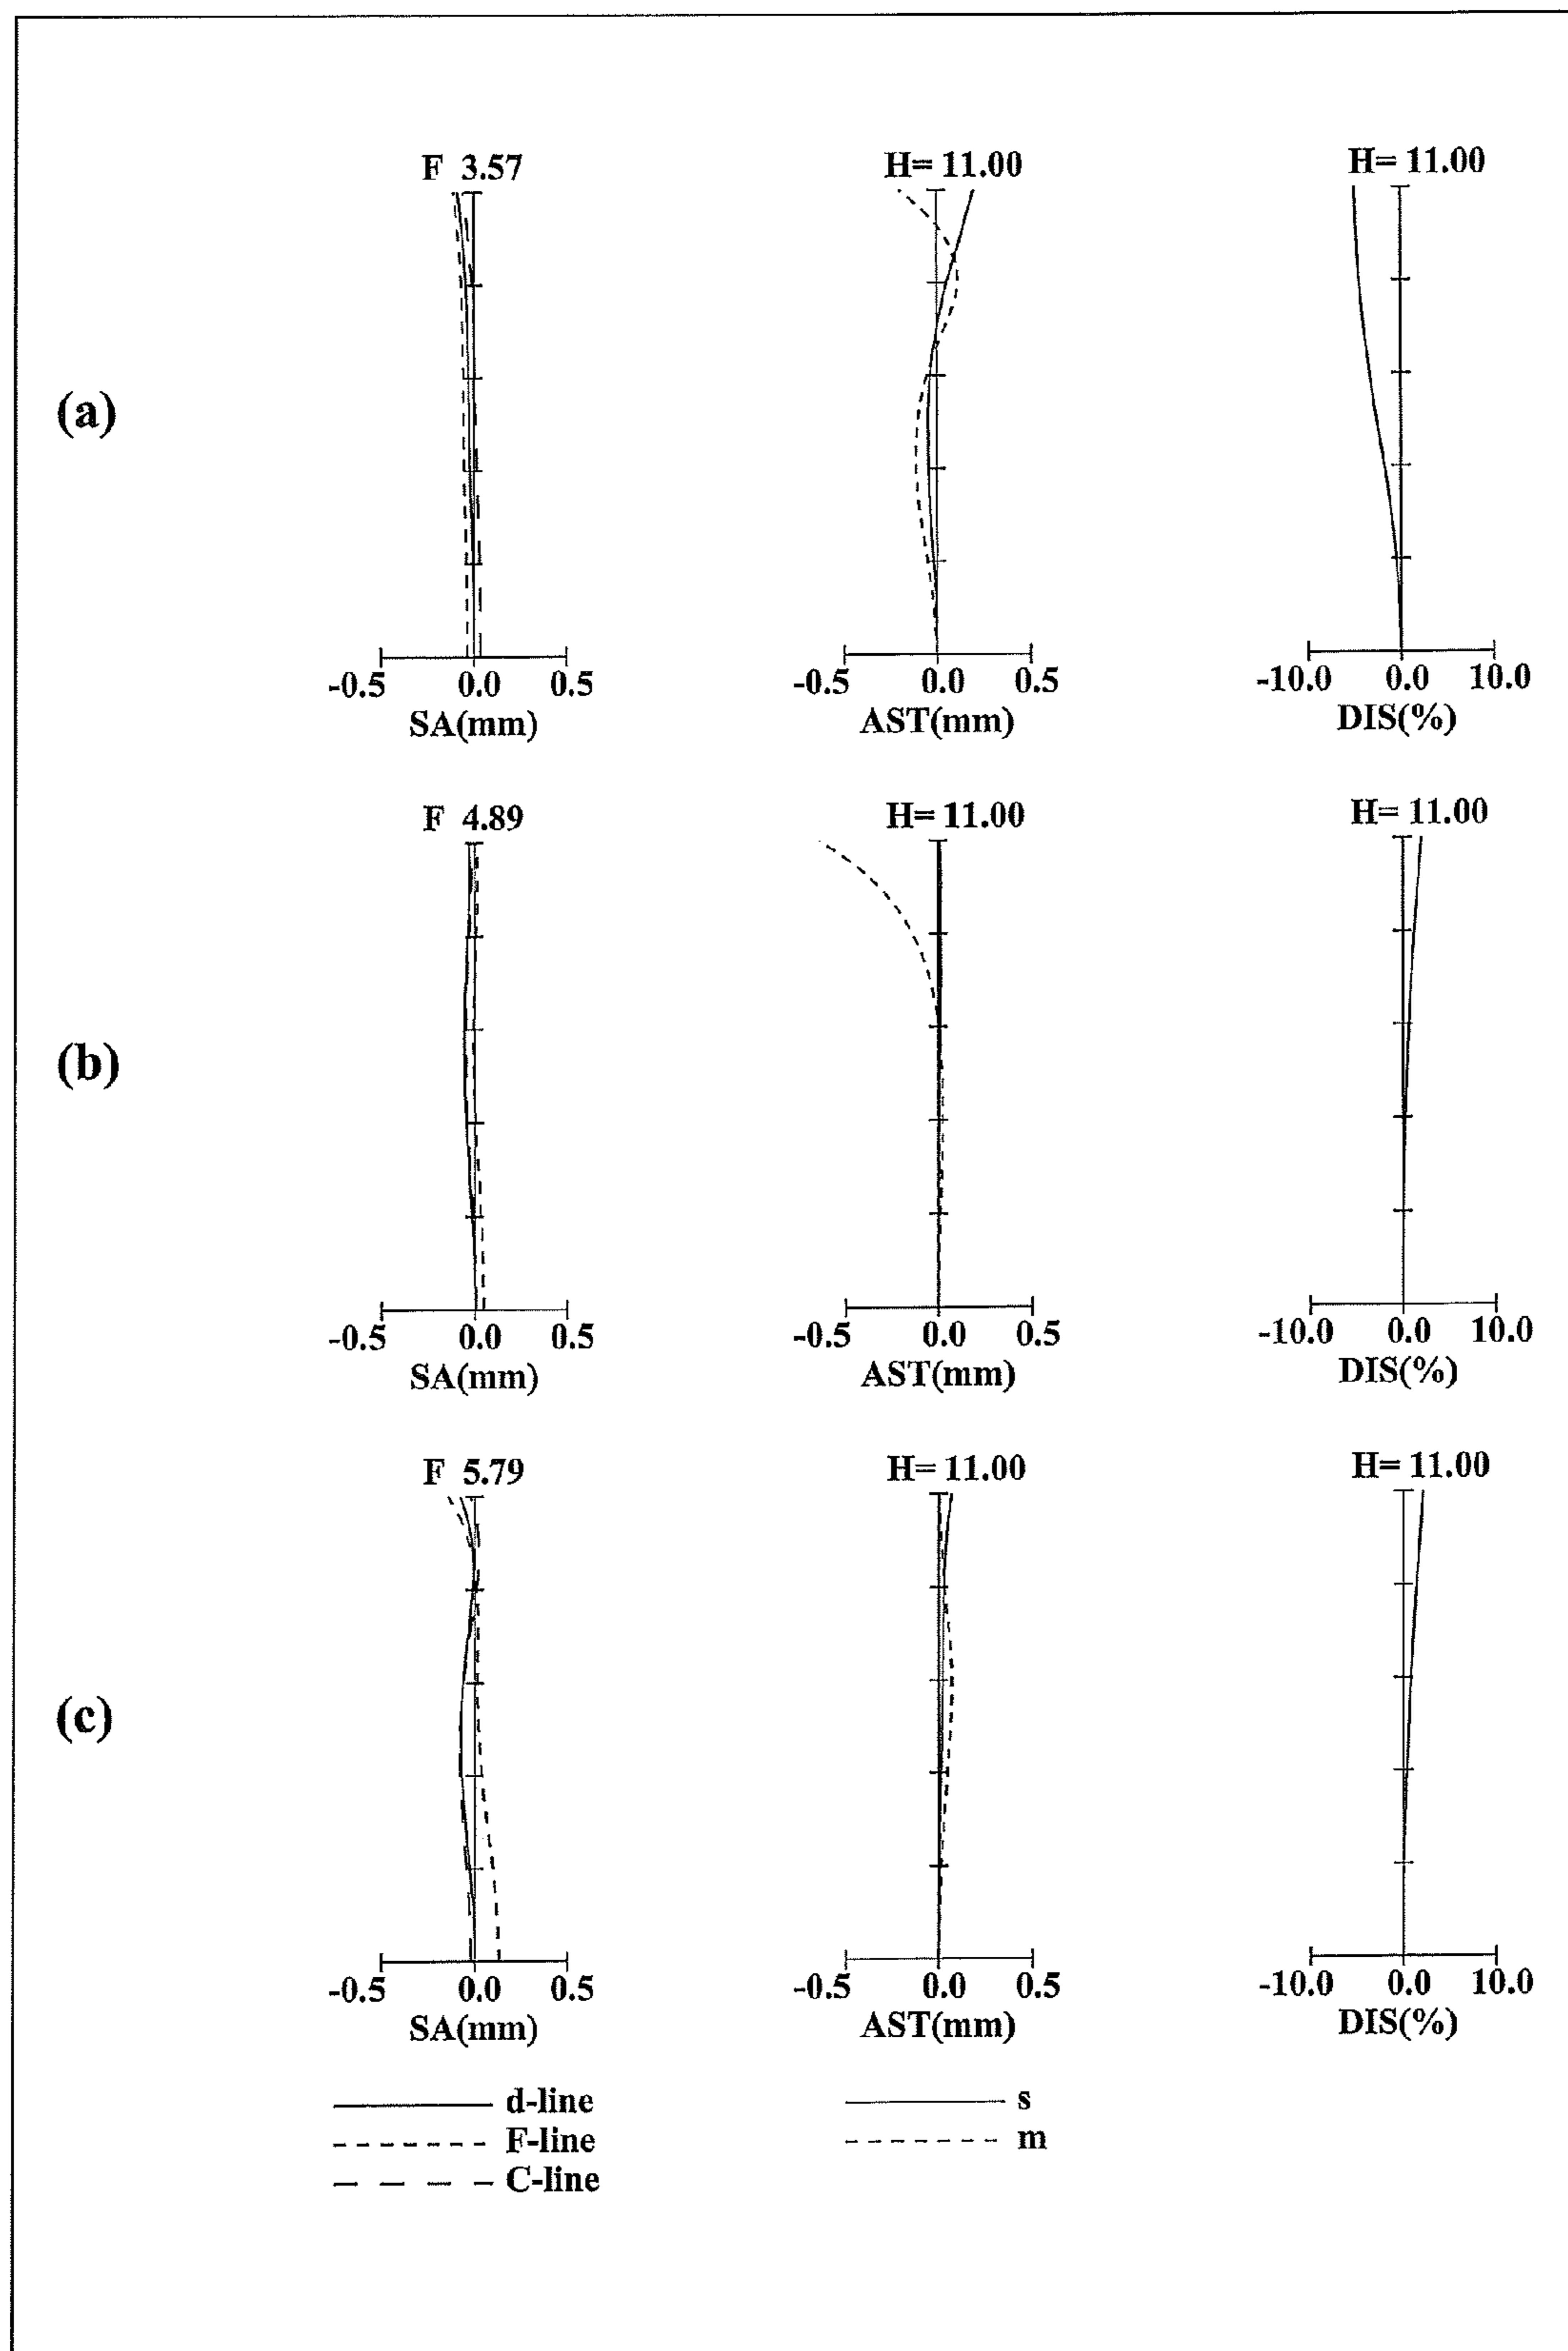 F 3.57 H= 11.00 H= 11.00
(a)
-0.5 0.0 0.5 -0.5 0.0 0.5 -10.0 0.0 10.0
SA(mm) AST(mm) DIS(%)
F 4.89 H= 11.00 H= 11.00
(b)
-0.5 0.0 0.5 -0.5 0.0 0.5 -10.0 0.0 10.0
SA(mm) AST(mm) DIS(%)
F 5.79 H= 11.00 H= 11.00
(c)
-0.5 0.0 0.5 -0.5 0.0 0.5 -10.0 0.0 10.0
SA(mm) AST(mm) DIS(%)
d-line s
F-line m
C-line